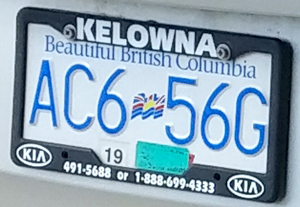 KELOWNA
Beautiful British Columbia
AC6 56G
19
KIA 491-5688 or 1-888-699-4333 KIA